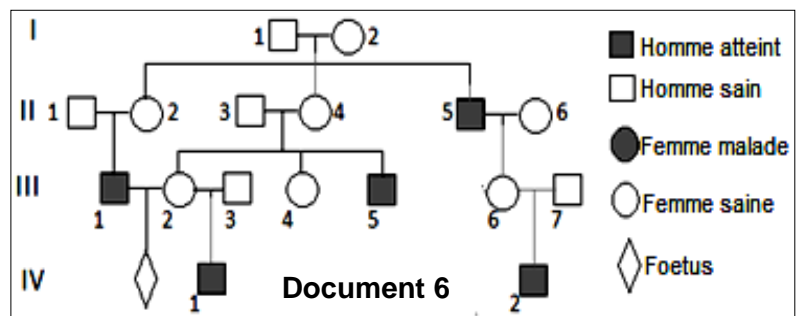 I 1 2
II 1 2 3 4 5 6
III 1 2 3 4 5 6 7
IV 1 2
Document 6
Homme atteint
Homme sain
Femme malade
Femme saine
Foetus